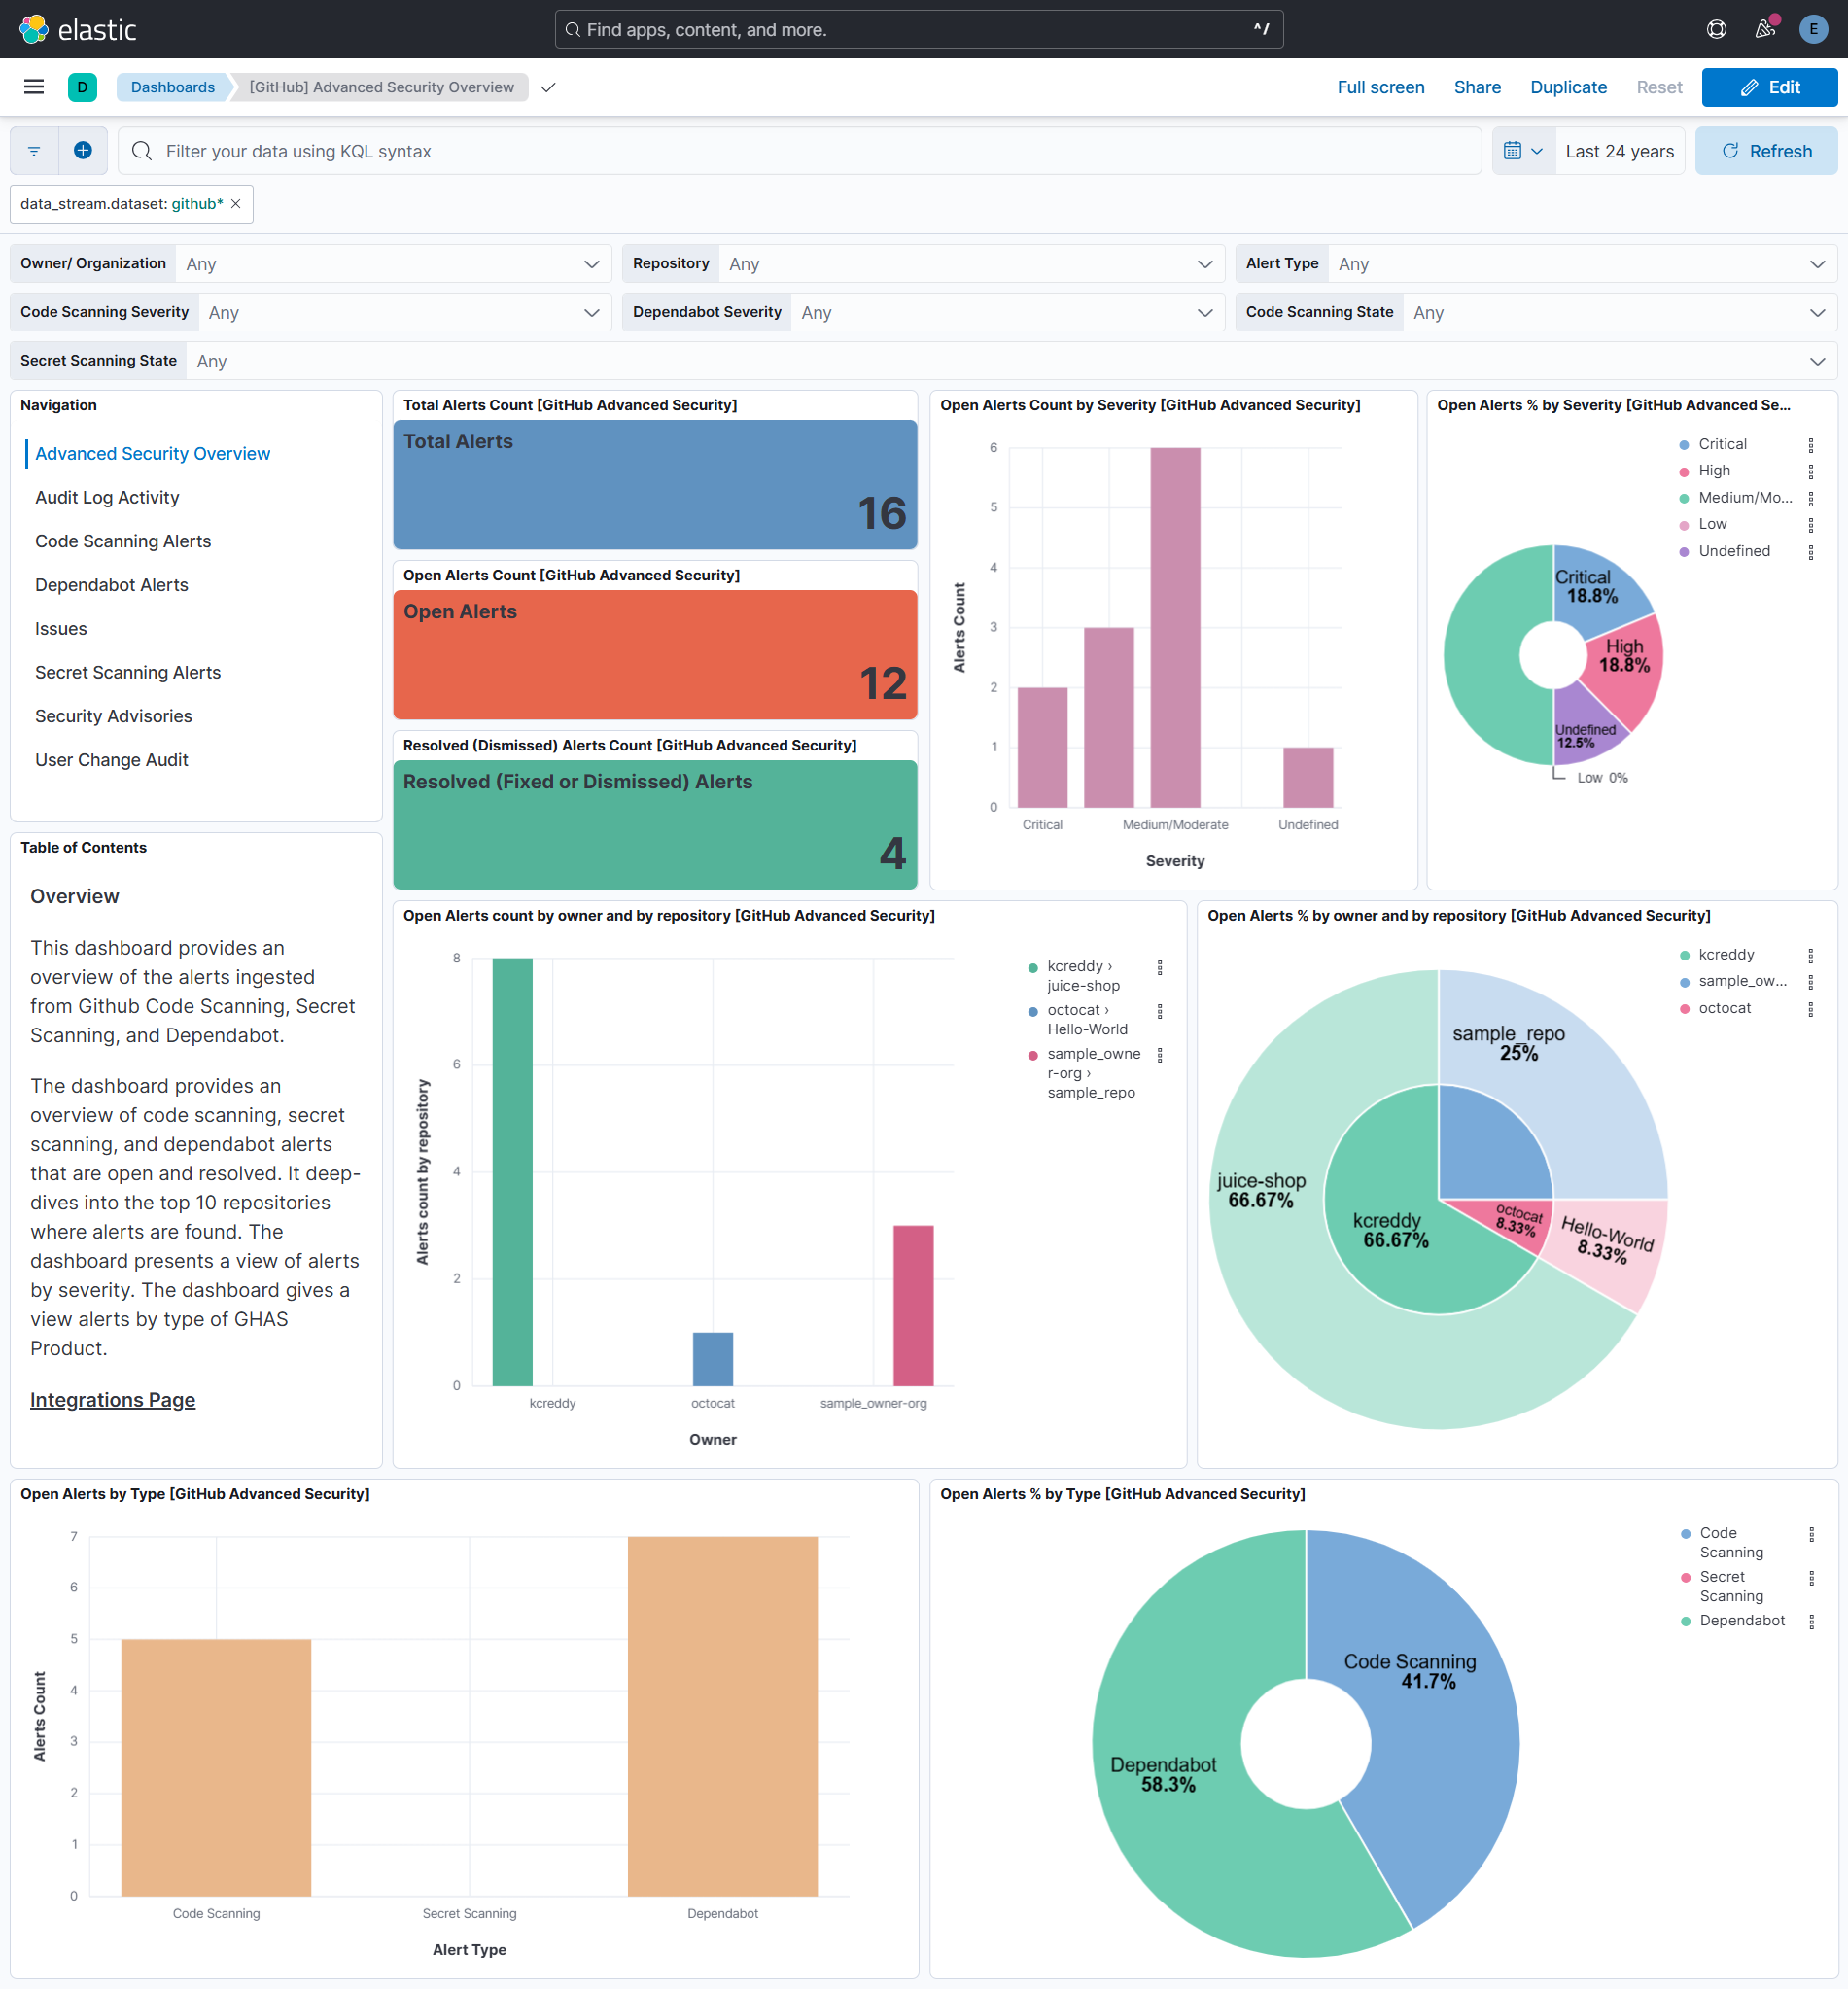 elastic
Find apps, content, and more.
^/
E
D
Dashboards
[GitHub] Advanced Security Overview
Full screen
Share
Duplicate
Reset
Edit
Filter your data using KQL syntax
Last 24 years
Refresh
data_stream.dataset: github*
Owner/ Organization Any
Repository Any
Alert Type Any
Code Scanning Severity Any
Dependabot Severity Any
Code Scanning State Any
Secret Scanning State Any
Navigation
Advanced Security Overview
Audit Log Activity
Code Scanning Alerts
Dependabot Alerts
Issues
Secret Scanning Alerts
Security Advisories
User Change Audit
Total Alerts Count [GitHub Advanced Security]
Total Alerts
16
Open Alerts Count [GitHub Advanced Security]
Open Alerts
12
Resolved (Dismissed) Alerts Count [GitHub Advanced Security]
Resolved (Fixed or Dismissed) Alerts
4
Open Alerts Count by Severity [GitHub Advanced Security]
6
5
4
3
2
1
0
Alerts Count
Critical
Medium/Moderate
Undefined
Severity
Open Alerts % by Severity [GitHub Advanced Se...
Critical
High
Medium/Mo...
Low
Undefined
Critical
18.8%
High
18.8%
Undefined
12.5%
Low 0%
Table of Contents
Overview
This dashboard provides an
overview of the alerts ingested
from Github Code Scanning, Secret
Scanning, and Dependabot.
The dashboard provides an
overview of code scanning, secret
scanning, and dependabot alerts
that are open and resolved. It deep-
dives into the top 10 repositories
where alerts are found. The
dashboard presents a view of alerts
by severity. The dashboard gives a
view alerts by type of GHAS
Product.
Integrations Page
Open Alerts count by owner and by repository [GitHub Advanced Security]
8
6
4
2
0
Alerts count by repository
kcreddy
octocat
sample_owner-org
Owner
kcreddy ›
juice-shop
octocat ›
Hello-World
sample_owne
r-org ›
sample_repo
Open Alerts % by owner and by repository [GitHub Advanced Security]
kcreddy
sample_ow...
octocat
sample_repo
25%
juice-shop
66.67%
kcreddy
66.67%
octocat
8.33%
Hello-World
8.33%
Open Alerts by Type [GitHub Advanced Security]
7
6
5
4
3
2
1
0
Alerts Count
Code Scanning
Secret Scanning
Dependabot
Alert Type
Open Alerts % by Type [GitHub Advanced Security]
Code
Scanning
Secret
Scanning
Dependabot
Code Scanning
41.7%
Dependabot
58.3%